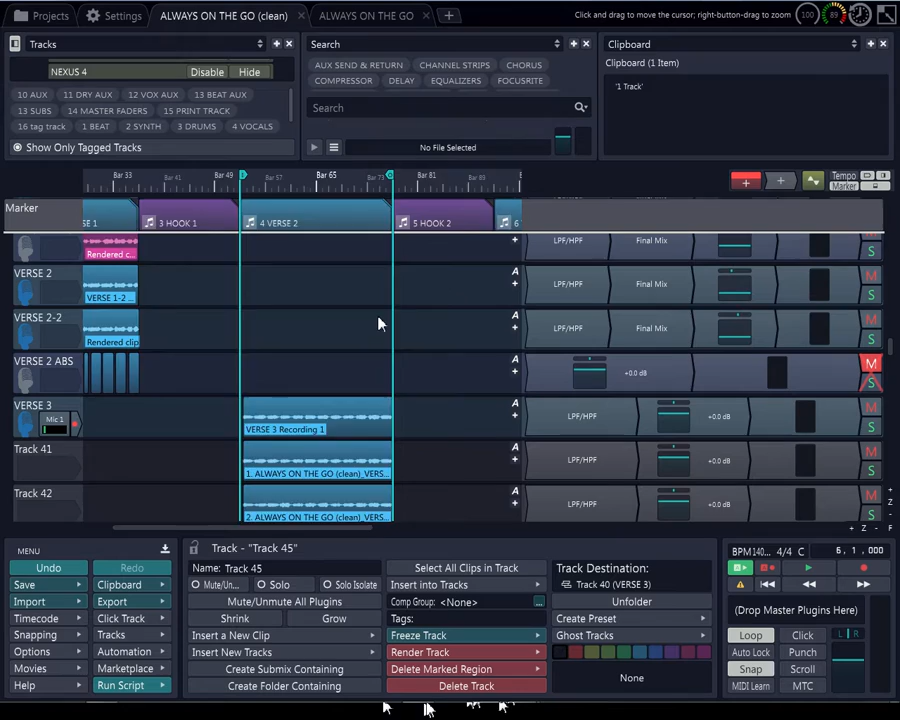 Projects
Settings
ALWAYS ON THE GO (clean)
ALWAYS ON THE GO
Click and drag to move the cursor; right-button-drag to zoom
100
89
Tracks
NEXUS 4
Disable
Hide
10 AUX
11 DRY AUX
12 VOX AUX
13 BEAT AUX
13 SUBS
14 MASTER FADERS
15 PRINT TRACK
16 tag track
1 BEAT
2 SYNTH
3 DRUMS
4 VOCALS
Show Only Tagged Tracks
Search
AUX SEND & RETURN
CHANNEL STRIPS
CHORUS
COMPRESSOR
DELAY
EQUALIZERS
FOCUSRITE
Search
No File Selected
Clipboard
Clipboard (1 Item)
'1 Track'
Bar 33
Bar 41
Bar 49
Bar 57
Bar 65
Bar 73
Bar 81
Bar 89
B
Tempo
Marker
Marker
SE 1
3 HOOK 1
4 VERSE 2
5 HOOK 2
6
Rendered c...
LPF/HPF
Final Mix
S
VERSE 2
VERSE 1-2 ...
A
LPF/HPF
Final Mix
M
S
VERSE 2-2
Rendered clip
A
LPF/HPF
Final Mix
M
S
VERSE 2 ABS
A
+0.0 dB
M
S
VERSE 3
Mic 1
VERSE 3 Recording 1
A
LPF/HPF
+0.0 dB
M
S
Track 41
1. ALWAYS ON THE GO (clean)_VERS...
A
LPF/HPF
+0.0 dB
M
S
Track 42
2. ALWAYS ON THE GO (clean)_VERS...
A
LPF/HPF
+0.0 dB
M
S
+
Z
-
+ Z - F
MENU
Undo
Redo
Save
Clipboard
Import
Export
Timecode
Click Track
Snapping
Tracks
Options
Automation
Movies
Marketplace
Help
Run Script
Track - "Track 45"
Name: Track 45
Mute/Un...
Solo
Solo Isolate
Mute/Unmute All Plugins
Shrink
Grow
Insert a New Clip
Insert New Tracks
Create Submix Containing
Create Folder Containing
Select All Clips in Track
Insert into Tracks
Comp Group: <None>
...
Tags:
Freeze Track
Render Track
Delete Marked Region
Delete Track
Track Destination:
Track 40 (VERSE 3)
Unfolder
Create Preset
Ghost Tracks
None
BPM 140...
4/4
C
6, 1, 000
(Drop Master Plugins Here)
Loop
Click
L
R
Auto Lock
Punch
Snap
Scroll
MIDI Learn
MTC